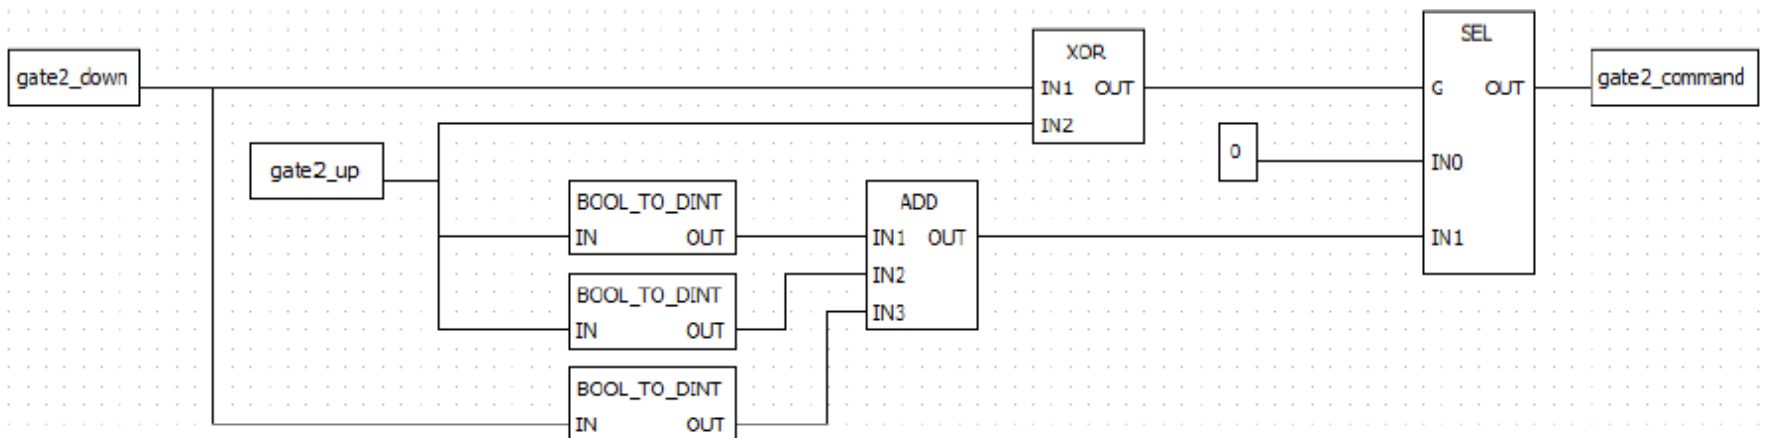 gate2_down
gate2_up
XOR
IN1 OUT
IN2
SEL
G OUT
IN0
IN1
gate2_command
0
BOOL_TO_DINT
IN OUT
BOOL_TO_DINT
IN OUT
BOOL_TO_DINT
IN OUT
ADD
IN1 OUT
IN2
IN3